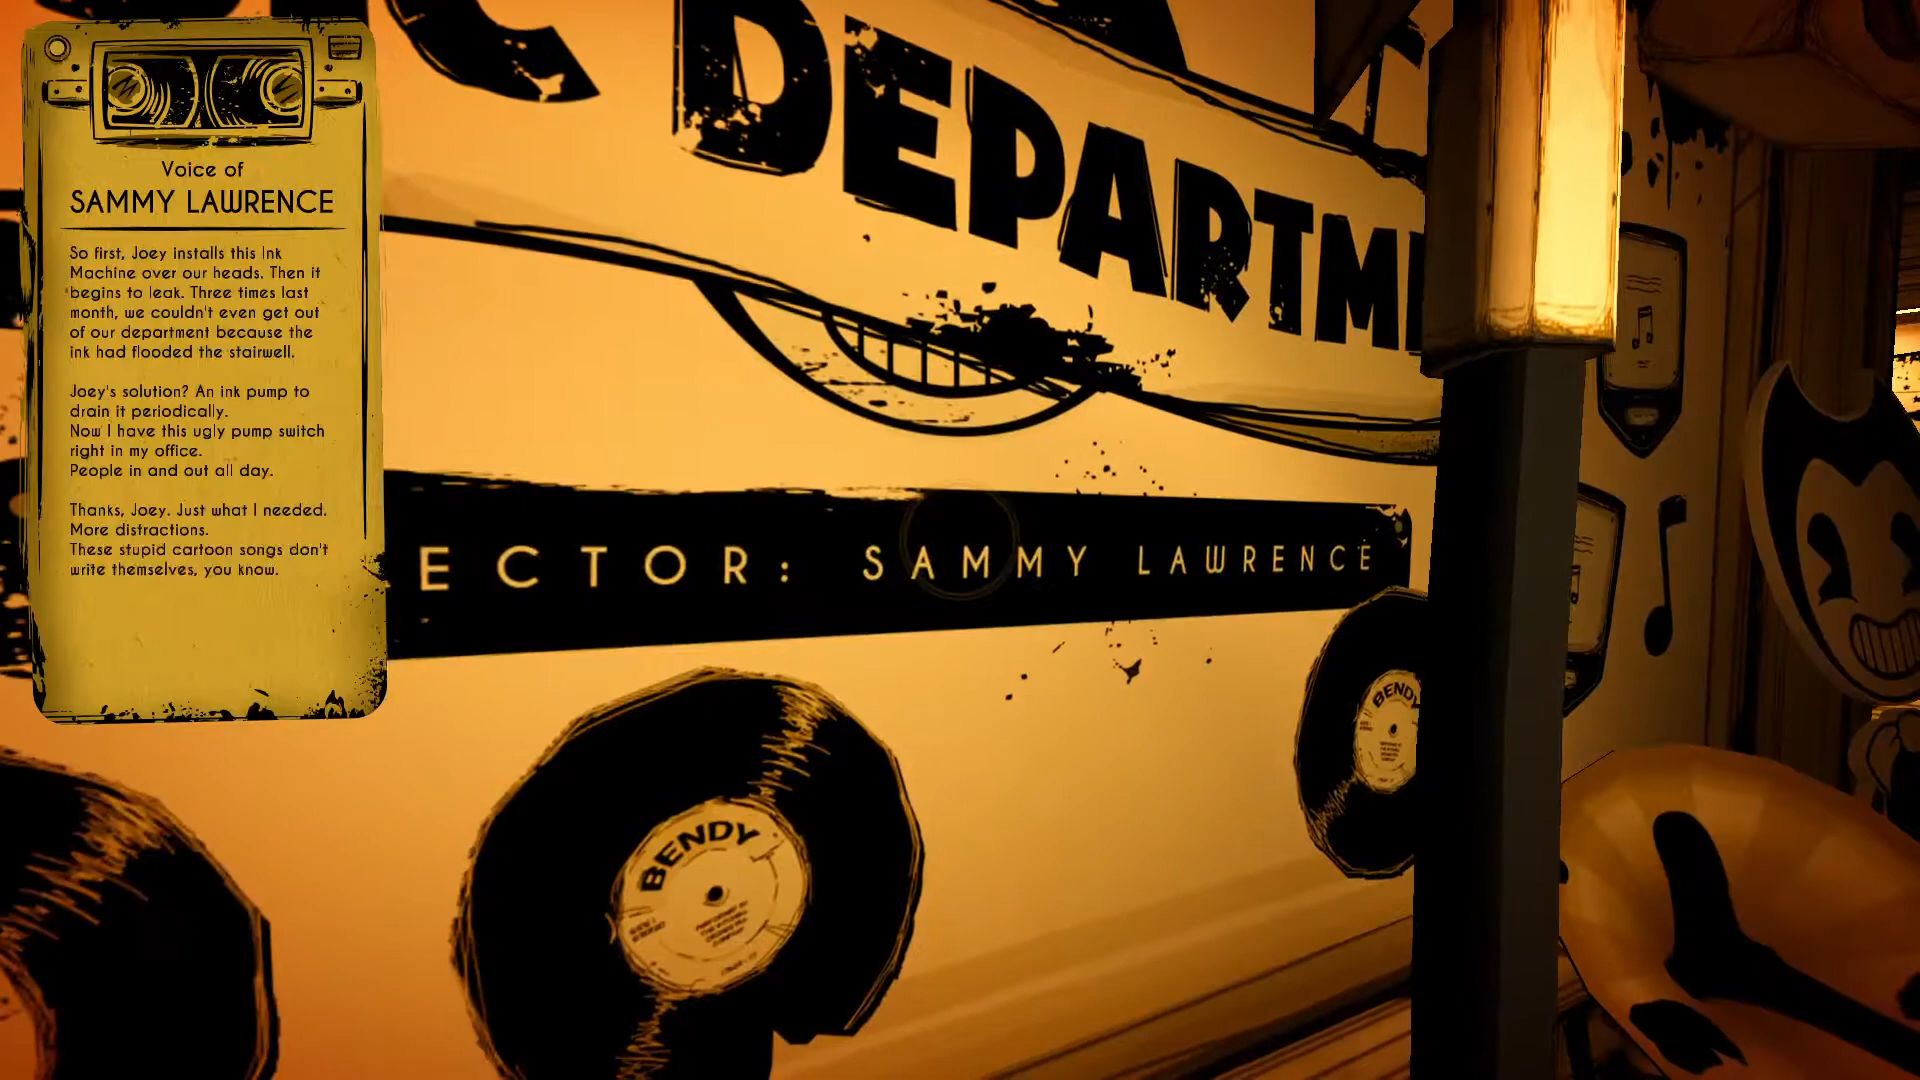 Voice of
SAMMY LAWRENCE
So first, Joey installs this Ink
Machine over our heads. Then it
begins to leak. Three times last
month, we couldn't even get out
of our department because the
ink had flooded the stairwell.
Joey's solution? An ink pump to
drain it periodically.
Now I have this ugly pump switch
right in my office.
People in and out all day.
Thanks, Joey. Just what I needed.
More distractions.
These stupid cartoon songs don't
write themselves, you know.
IC DEPARTM
ECTOR: SAMMY LAWRENCE
BENDY
BENDY